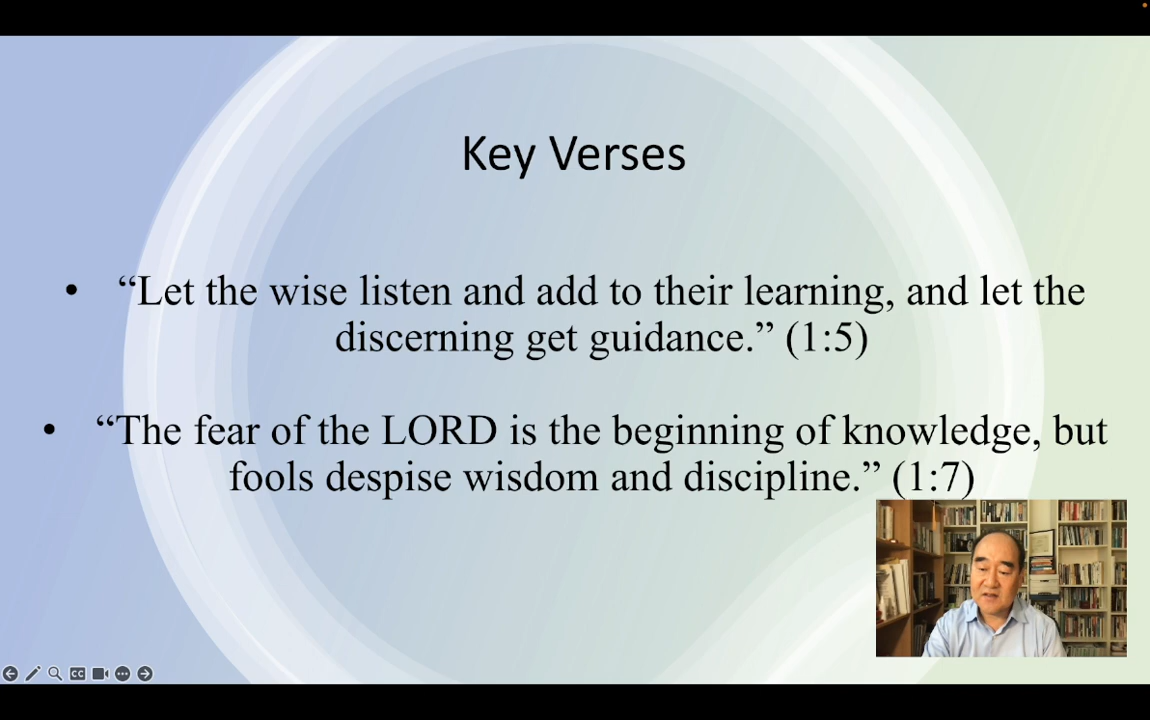 Key Verses
• “Let the wise listen and add to their learning, and let the
discerning get guidance.” (1:5)
• “The fear of the LORD is the beginning of knowledge, but
fools despise wisdom and discipline.” (1:7)
CC